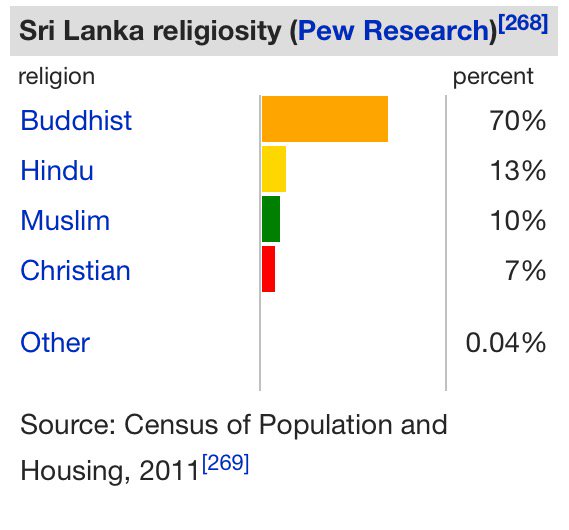 Sri Lanka religiosity (Pew Research)[268]
religion percent
Buddhist 70%
Hindu 13%
Muslim 10%
Christian 7%
Other 0.04%
Source: Census of Population and
Housing, 2011[269]